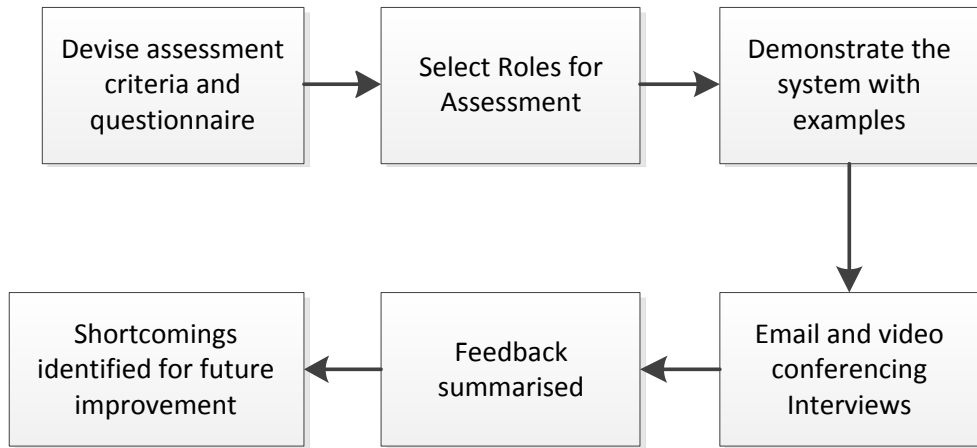 Devise assessment
criteria and
questionnaire
Select Roles for
Assessment
Demonstrate the
system with
examples
Email and video
conferencing
Interviews
Feedback
summarised
Shortcomings
identified for future
improvement